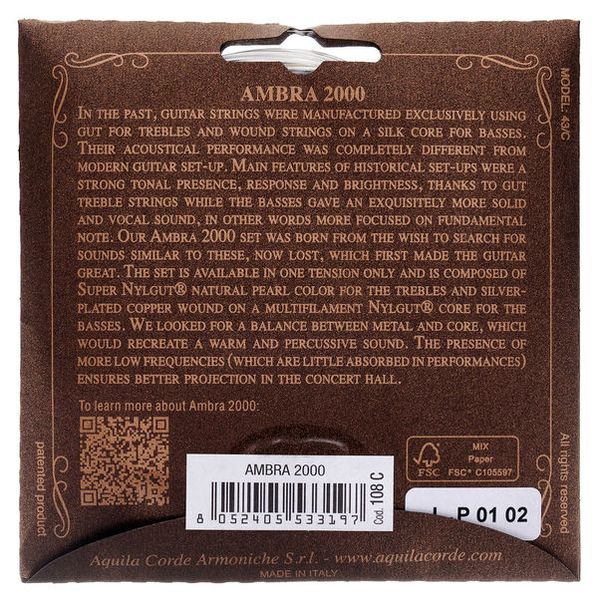 AMBRA 2000
IN THE PAST, GUITAR STRINGS WERE MANUFACTURED EXCLUSIVELY USING
GUT FOR TREBLES AND WOUND STRINGS ON A SILK CORE FOR BASSES.
THEIR ACOUSTICAL PERFORMANCE WAS COMPLETELY DIFFERENT FROM
MODERN GUITAR SET-UP. MAIN FEATURES OF HISTORICAL SET-UPS WERE A
STRONG TONAL PRESENCE, RESPONSE AND BRIGHTNESS, THANKS TO GUT
TREBLE STRINGS WHILE THE BASSES GAVE AN EXQUISITELY MORE SOLID
AND VOCAL SOUND, IN OTHER WORDS MORE FOCUSED ON FUNDAMENTAL
NOTE. OUR AMBRA 2000 SET WAS BORN FROM THE WISH TO SEARCH FOR
SOUNDS SIMILAR TO THESE, NOW LOST, WHICH FIRST MADE THE GUITAR
GREAT. THE SET IS AVAILABLE IN ONE TENSION ONLY AND IS COMPOSED OF
SUPER NYLGUT® NATURAL PEARL COLOR FOR THE TREBLES AND SILVER-
PLATED COPPER WOUND ON A MULTIFILAMENT NYLGUT® CORE FOR THE
BASSES. WE LOOKED FOR A BALANCE BETWEEN METAL AND CORE, WHICH
WOULD RECREATE A WARM AND PERCUSSIVE SOUND. THE PRESENCE OF
MORE LOW FREQUENCIES (WHICH ARE LITTLE ABSORBED IN PERFORMANCES)
ENSURES BETTER PROJECTION IN THE CONCERT HALL.
MODEL: 43/C
To learn more about Ambra 2000:
patented product
AMBRA 2000
8 052405 533197
Cod. 108 C
FSC
MIX
Paper
FSC® C105597
All rights reserved
P 01 02
Aquila Corde Armoniche S.r.l - www.aquilacorde.com
MADE IN ITALY